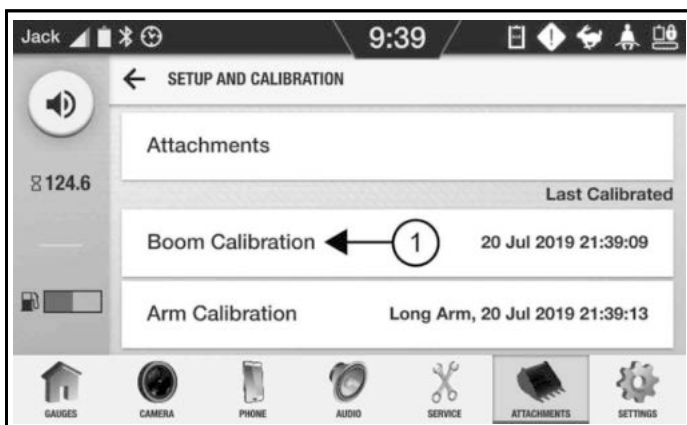 Jack 9:39
SETUP AND CALIBRATION
Attachments
124.6
Last Calibrated
Boom Calibration 1 20 Jul 2019 21:39:09
Arm Calibration Long Arm, 20 Jul 2019 21:39:13
GAUGES CAMERA PHONE AUDIO SERVICE ATTACHMENTS SETTINGS